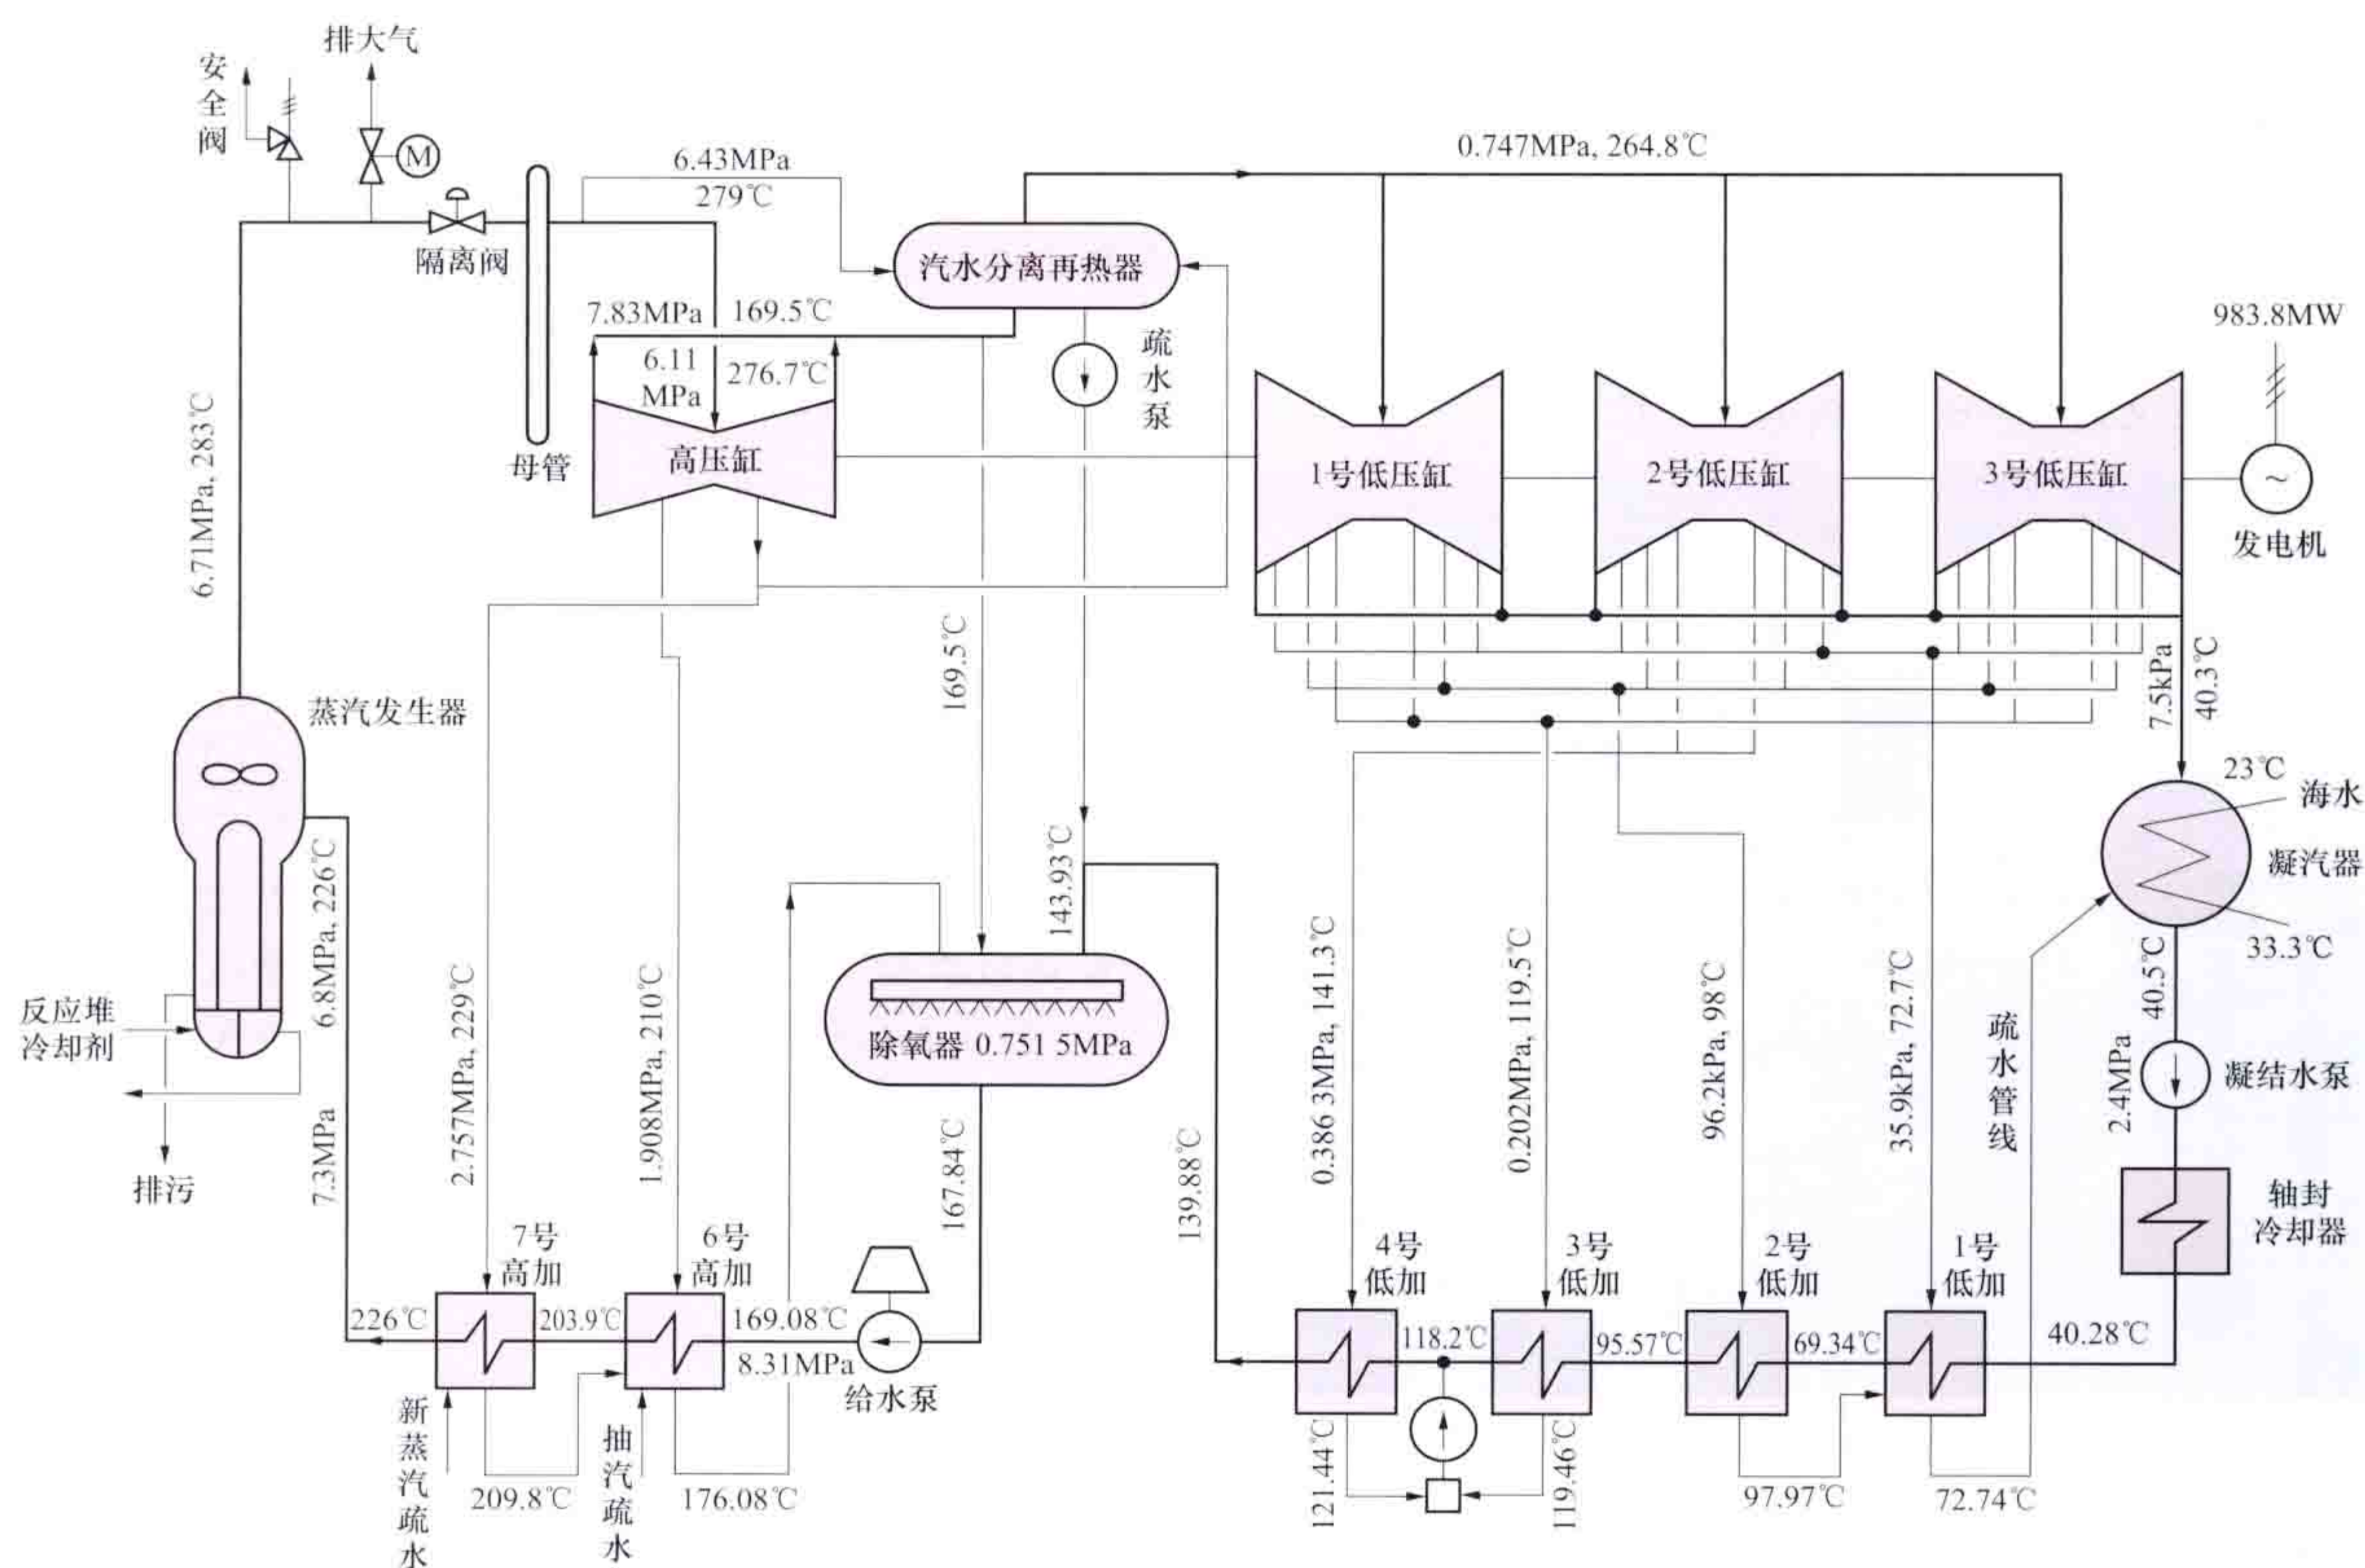 排大气
安全阀
M
隔离阀
母管
6.43MPa
279℃
0.747MPa, 264.8℃
汽水分离再热器
7.83MPa
169.5℃
6.11
MPa
276.7℃
疏水泵
983.8MW
高压缸
1号低压缸
2号低压缸
3号低压缸
~
发电机
6.71MPa, 283℃
169.5℃
7.5kPa
40.3℃
蒸汽发生器
23℃
海水
凝汽器
33.3℃
6.8MPa, 226℃
7.3MPa
反应堆
冷却剂
排污
2.757MPa, 229℃
1.908MPa, 210℃
143.93℃
除氧器 0.751 5MPa
167.84℃
139.88℃
0.386 3MPa, 141.3℃
0.202MPa, 119.5℃
96.2kPa, 98℃
35.9kPa, 72.7℃
疏水管线
40.5℃
2.4MPa
凝结水泵
轴封
冷却器
7号
高加
6号
高加
4号
低加
3号
低加
2号
低加
1号
低加
226℃
203.9℃
169.08℃
8.31MPa
给水泵
118.2℃
95.57℃
69.34℃
40.28℃
新蒸汽疏水
209.8℃
抽汽疏水
176.08℃
121.44℃
119.46℃
97.97℃
72.74℃